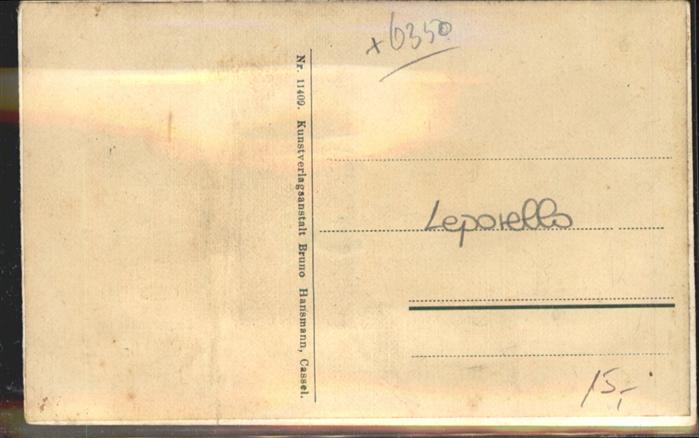 x 6350
Nr. 11409. Kunstverlagsanstalt Bruno Hansmann, Cassel.
Leporello
15,-